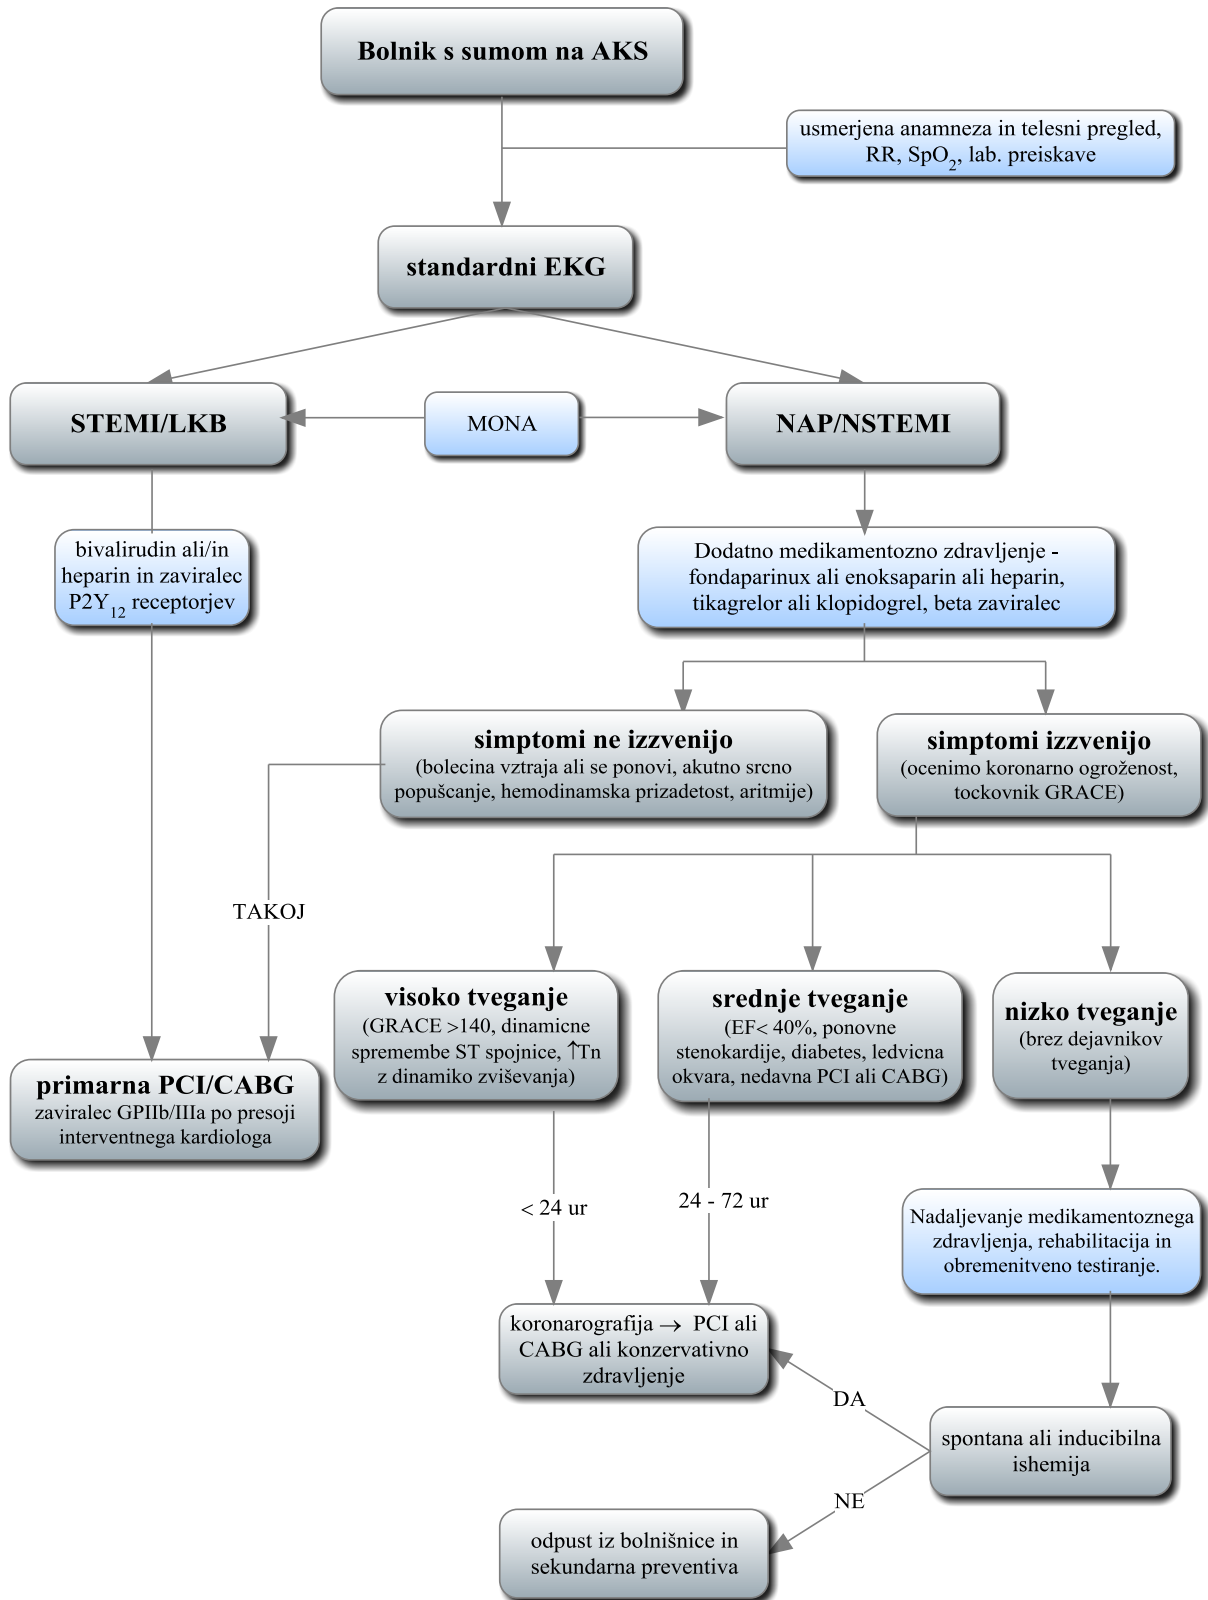 Bolnik s sumom na AKS
usmerjena anamneza in telesni pregled,
RR, SpO₂, lab. preiskave
standardni EKG
STEMI/LKB
MONA
NAP/NSTEMI
bivalirudin ali/in
heparin in zaviralec
P2Y₁₂ receptorjev
Dodatno medikamentozno zdravljenje -
fondaparinux ali enoksaparin ali heparin,
tikagrelor ali klopidogrel, beta zaviralec
simptomi ne izzvenijo
(bolecina vztraja ali se ponovi, akutno srcno
popuščanje, hemodinamska prizadetost, aritmije)
simptomi izzvenijo
(ocenimo koronarno ogroženost,
tockovnik GRACE)
TAKOJ
visoko tveganje
(GRACE >140, dinamicne
spremembe ST spojnice, ↑Tn
z dinamiko zviševanja)
srednje tveganje
(EF< 40%, ponovne
stenokardije, diabetes, ledvicna
okvara, nedavna PCI ali CABG)
nizko tveganje
(brez dejavnikov
tveganja)
primarna PCI/CABG
zaviralec GPIIb/IIIa po presoji
interventnega kardiologa
< 24 ur
24 - 72 ur
Nadaljevanje medikamentoznega
zdravljenja, rehabilitacija in
obremenitveno testiranje.
koronarografija → PCI ali
CABG ali konzervativno
zdravljenje
DA
spontana ali inducibilna
ishemija
NE
odpust iz bolnišnice in
sekundarna preventiva